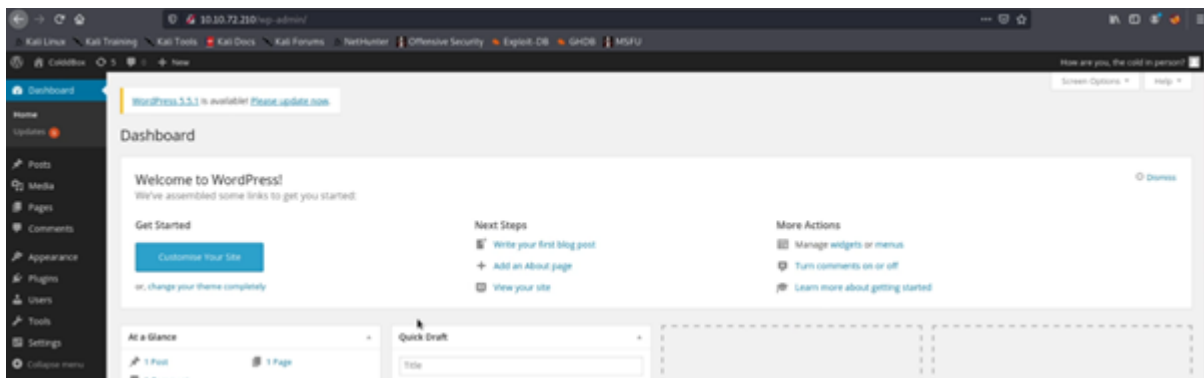 10.10.72.210/wp-admin/
Kali Linux Kali Training Kali Tools Kali Docs Kali Forums NetHunter Offensive Security Exploit-DB GHDB MSFU
ColddBox 5 New How are you, the cold in person?
Screen Options Help
Dashboard
Home
Updates
Posts
Media
Pages
Comments
Appearance
Plugins
Users
Tools
Settings
Collapse menu
WordPress 5.5.1 is available! Please update now.
Dashboard
Welcome to WordPress!
Dismiss
We've assembled some links to get you started:
Get Started
Customise Your Site
or, change your theme completely
Next Steps
Write your first blog post
Add an About page
View your site
More Actions
Manage widgets or menus
Turn comments on or off
Learn more about getting started
At a Glance
1 Post 1 Page
Quick Draft
Title